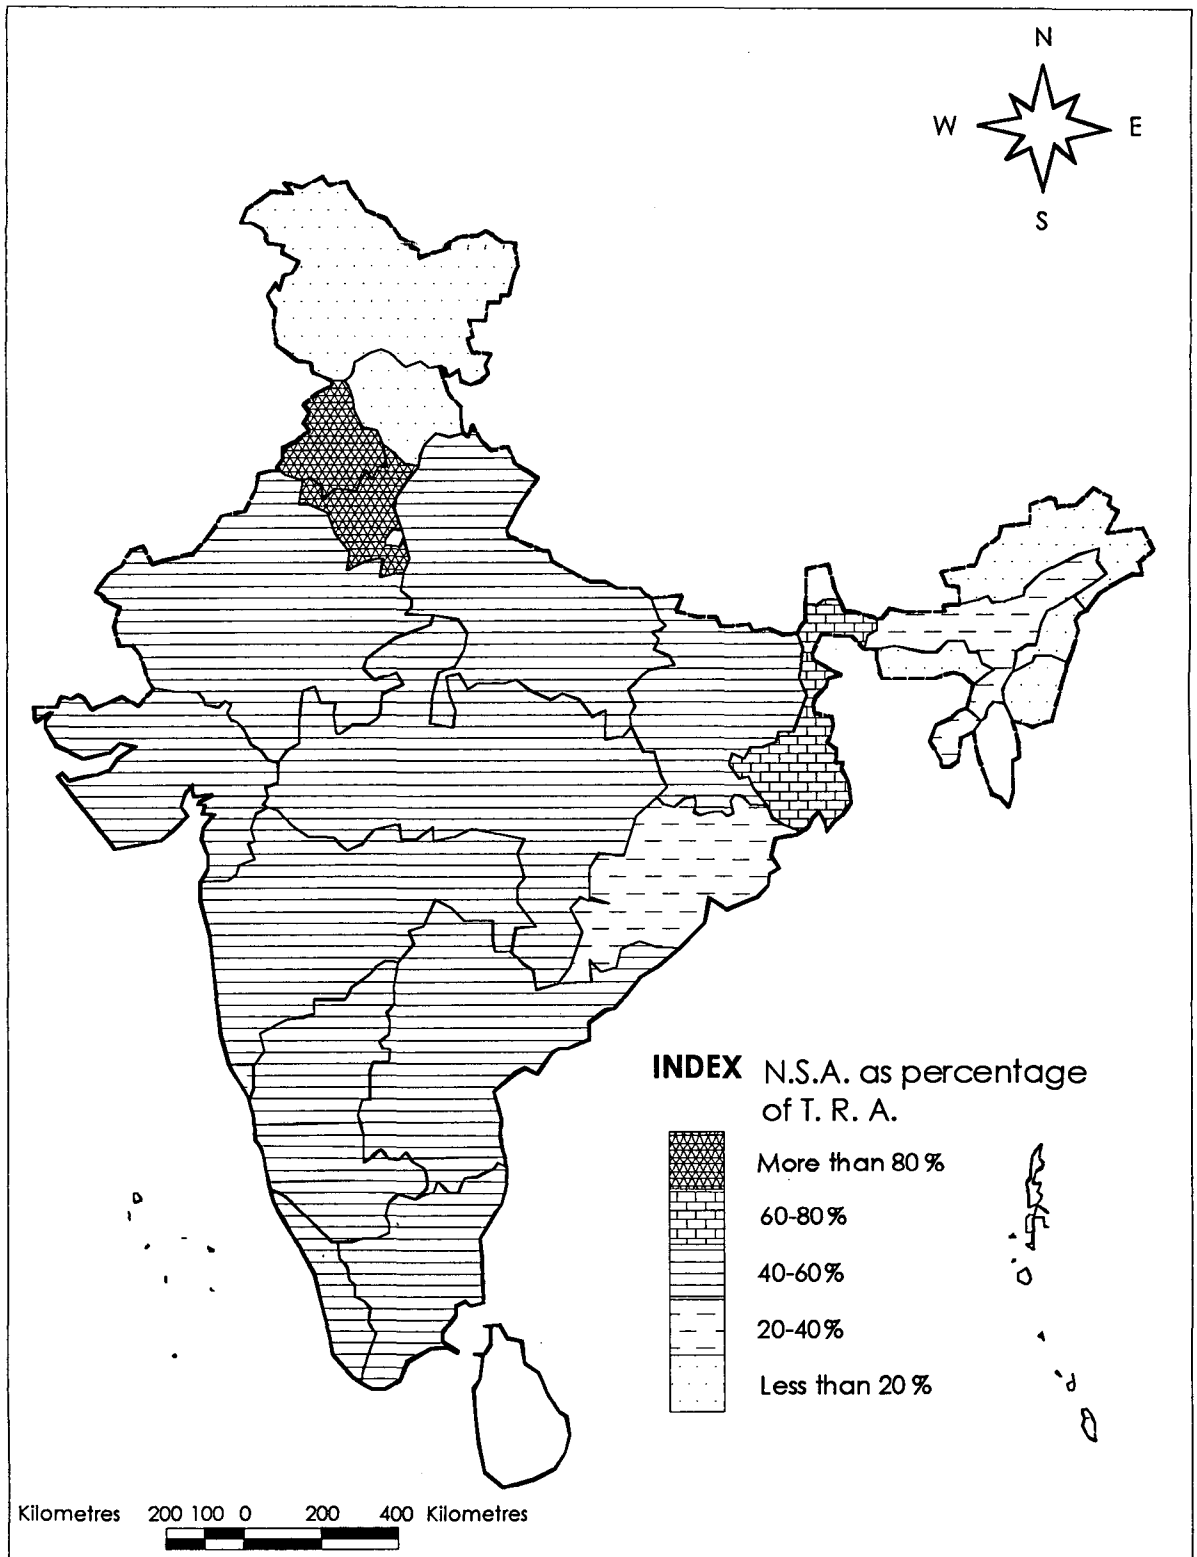 N
W E
S
INDEX N.S.A. as percentage
of T. R. A.
More than 80%
60-80%
40-60%
20-40%
Less than 20%
Kilometres 200 100 0 200 400 Kilometres